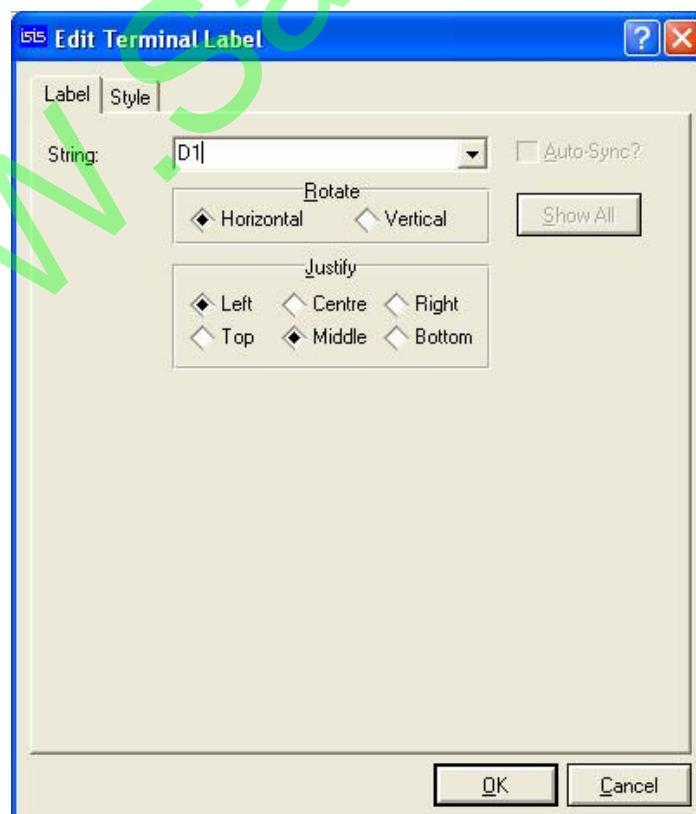 isis Edit Terminal Label
Label Style
String: D1 Auto-Sync?
Rotate
Horizontal Vertical Show All
Justify
Left Centre Right
Top Middle Bottom
OK Cancel